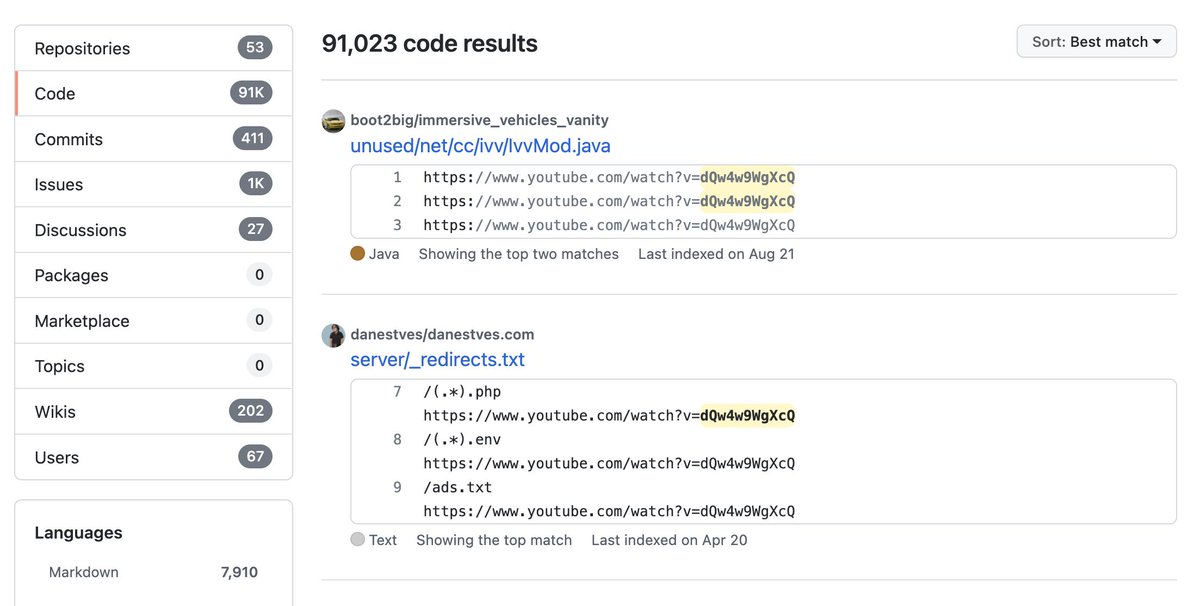 Repositories 53
Code 91K
Commits 411
Issues 1K
Discussions 27
Packages 0
Marketplace 0
Topics 0
Wikis 202
Users 67
Languages
Markdown 7,910
91,023 code results
Sort: Best match
boot2big/immersive_vehicles_vanity
unused/net/cc/ivv/IvvMod.java
1 https://www.youtube.com/watch?v=dQw4w9WgXcQ
2 https://www.youtube.com/watch?v=dQw4w9WgXcQ
3 https://www.youtube.com/watch?v=dQw4w9WgXcQ
Java Showing the top two matches Last indexed on Aug 21
danestves/danestves.com
server/_redirects.txt
7 /(.*).php
https://www.youtube.com/watch?v=dQw4w9WgXcQ
8 /(.*).env
https://www.youtube.com/watch?v=dQw4w9WgXcQ
9 /ads.txt
https://www.youtube.com/watch?v=dQw4w9WgXcQ
Text Showing the top match Last indexed on Apr 20